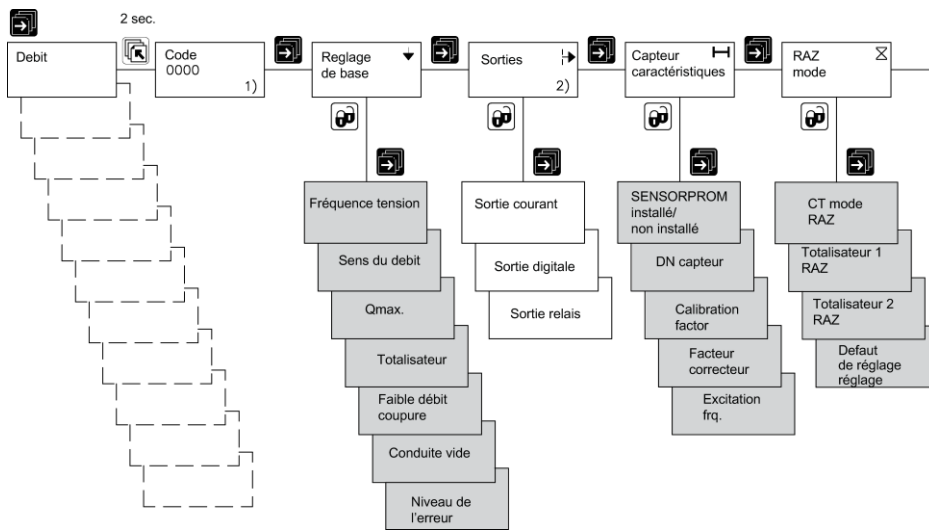 2 sec.
Debit
Code
0000
1)
Reglage
de base
Sorties
2)
Capteur
caractéristiques
RAZ
mode
Fréquence tension
Sens du debit
Qmax.
Totalisateur
Faible débit
coupure
Conduite vide
Niveau de
l'erreur
Sortie courant
Sortie digitale
Sortie relais
SENSORPROM
installé/
non installé
DN capteur
Calibration
factor
Facteur
correcteur
Excitation
frq.
CT mode
RAZ
Totalisateur 1
RAZ
Totalisateur 2
RAZ
Defaut
de réglage
réglage